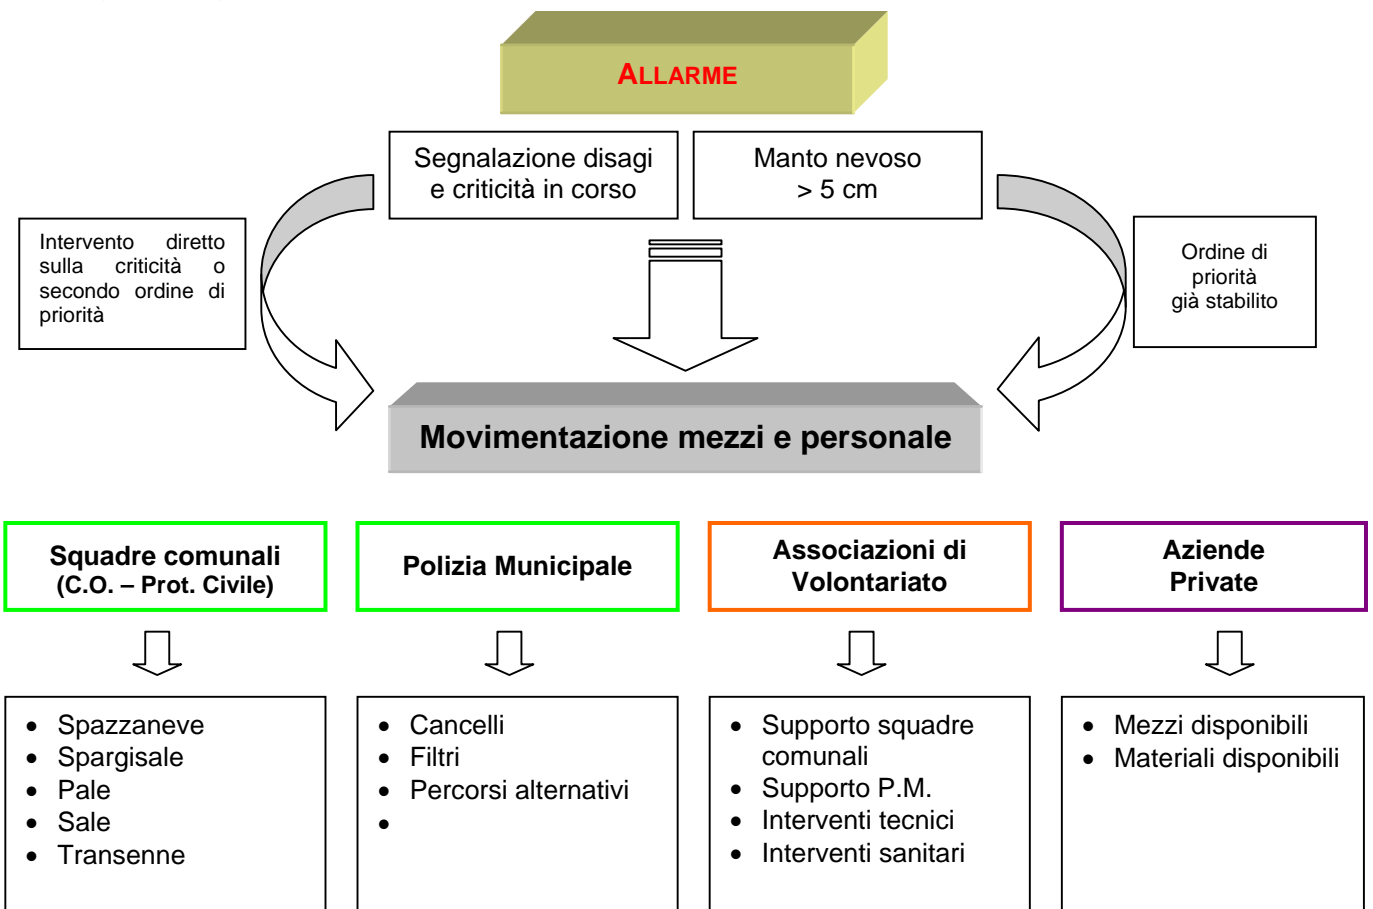 ALLARME
Segnalazione disagi
e criticità in corso
Manto nevoso
> 5 cm
Intervento diretto
sulla criticità o
secondo ordine di
priorità
Ordine di
priorità
già stabilito
Movimentazione mezzi e personale
Squadre comunali
(C.O. – Prot. Civile)
Polizia Municipale
Associazioni di
Volontariato
Aziende
Private
• Spazzaneve
• Spargisale
• Pale
• Sale
• Transenne
• Cancelli
• Filtri
• Percorsi alternativi
•
• Supporto squadre
comunali
• Supporto P.M.
• Interventi tecnici
• Interventi sanitari
• Mezzi disponibili
• Materiali disponibili